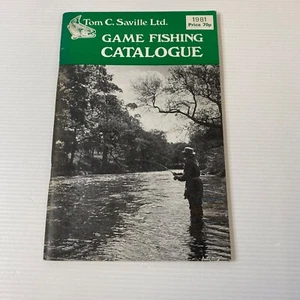 Tom C. Saville Ltd.
1981
Price 75p
GAME FISHING
CATALOGUE